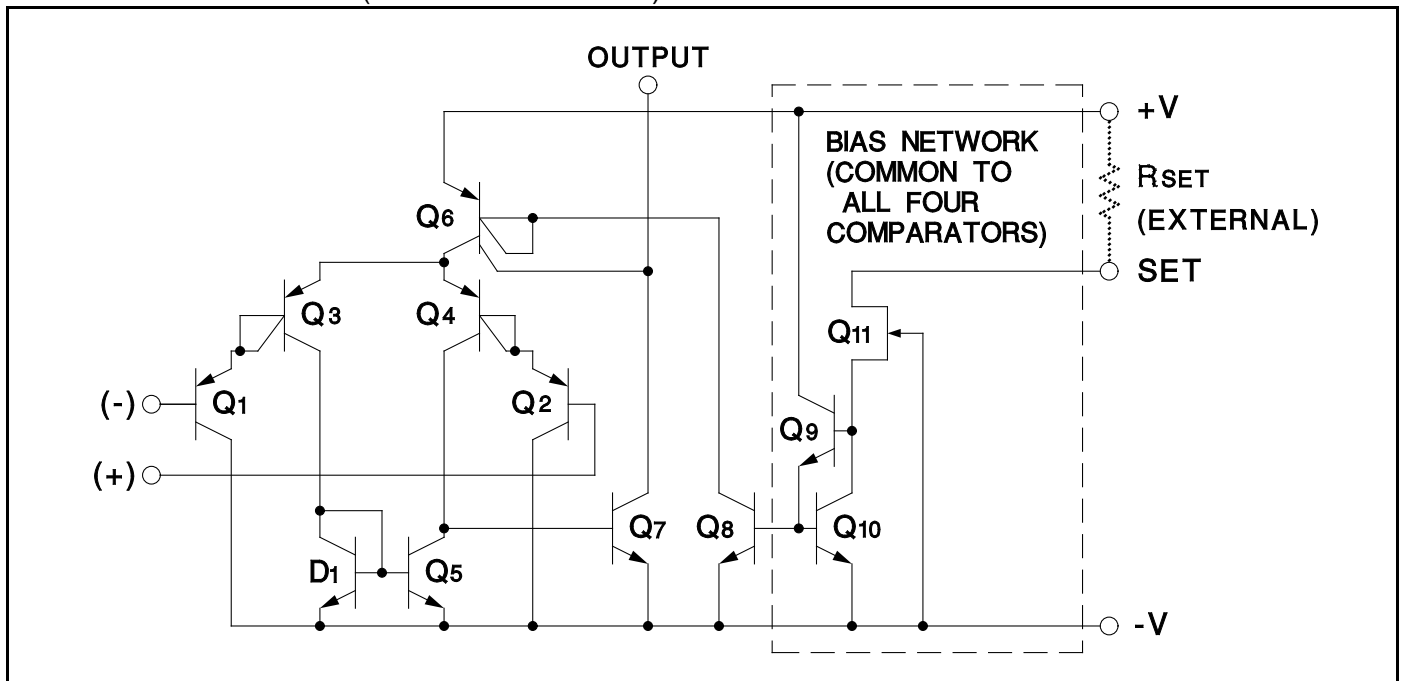 OUTPUT
+V
BIAS NETWORK
(COMMON TO
ALL FOUR
COMPARATORS)
RSET
(EXTERNAL)
SET
Q6
Q3
Q4
Q11
(-)
Q1
Q2
Q9
(+)
Q7
Q8
Q10
D1
Q5
-V